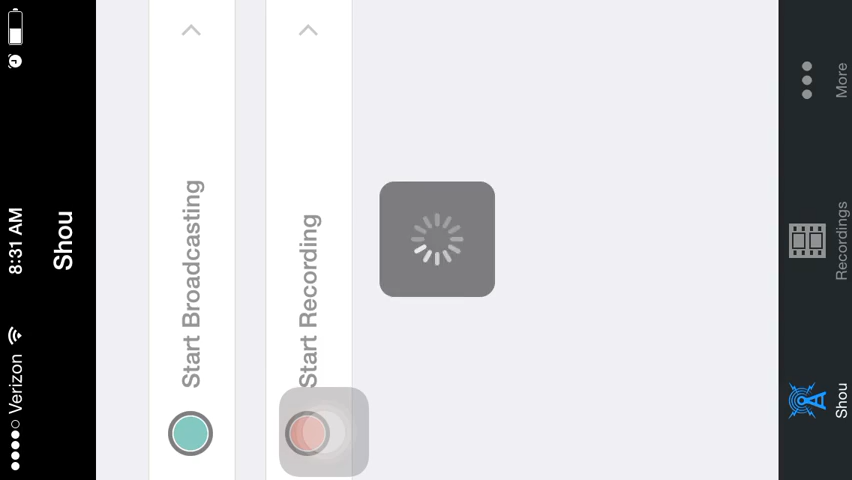 Verizon 8:31 AM
Shou
Start Broadcasting
Start Recording
Shou Recordings More